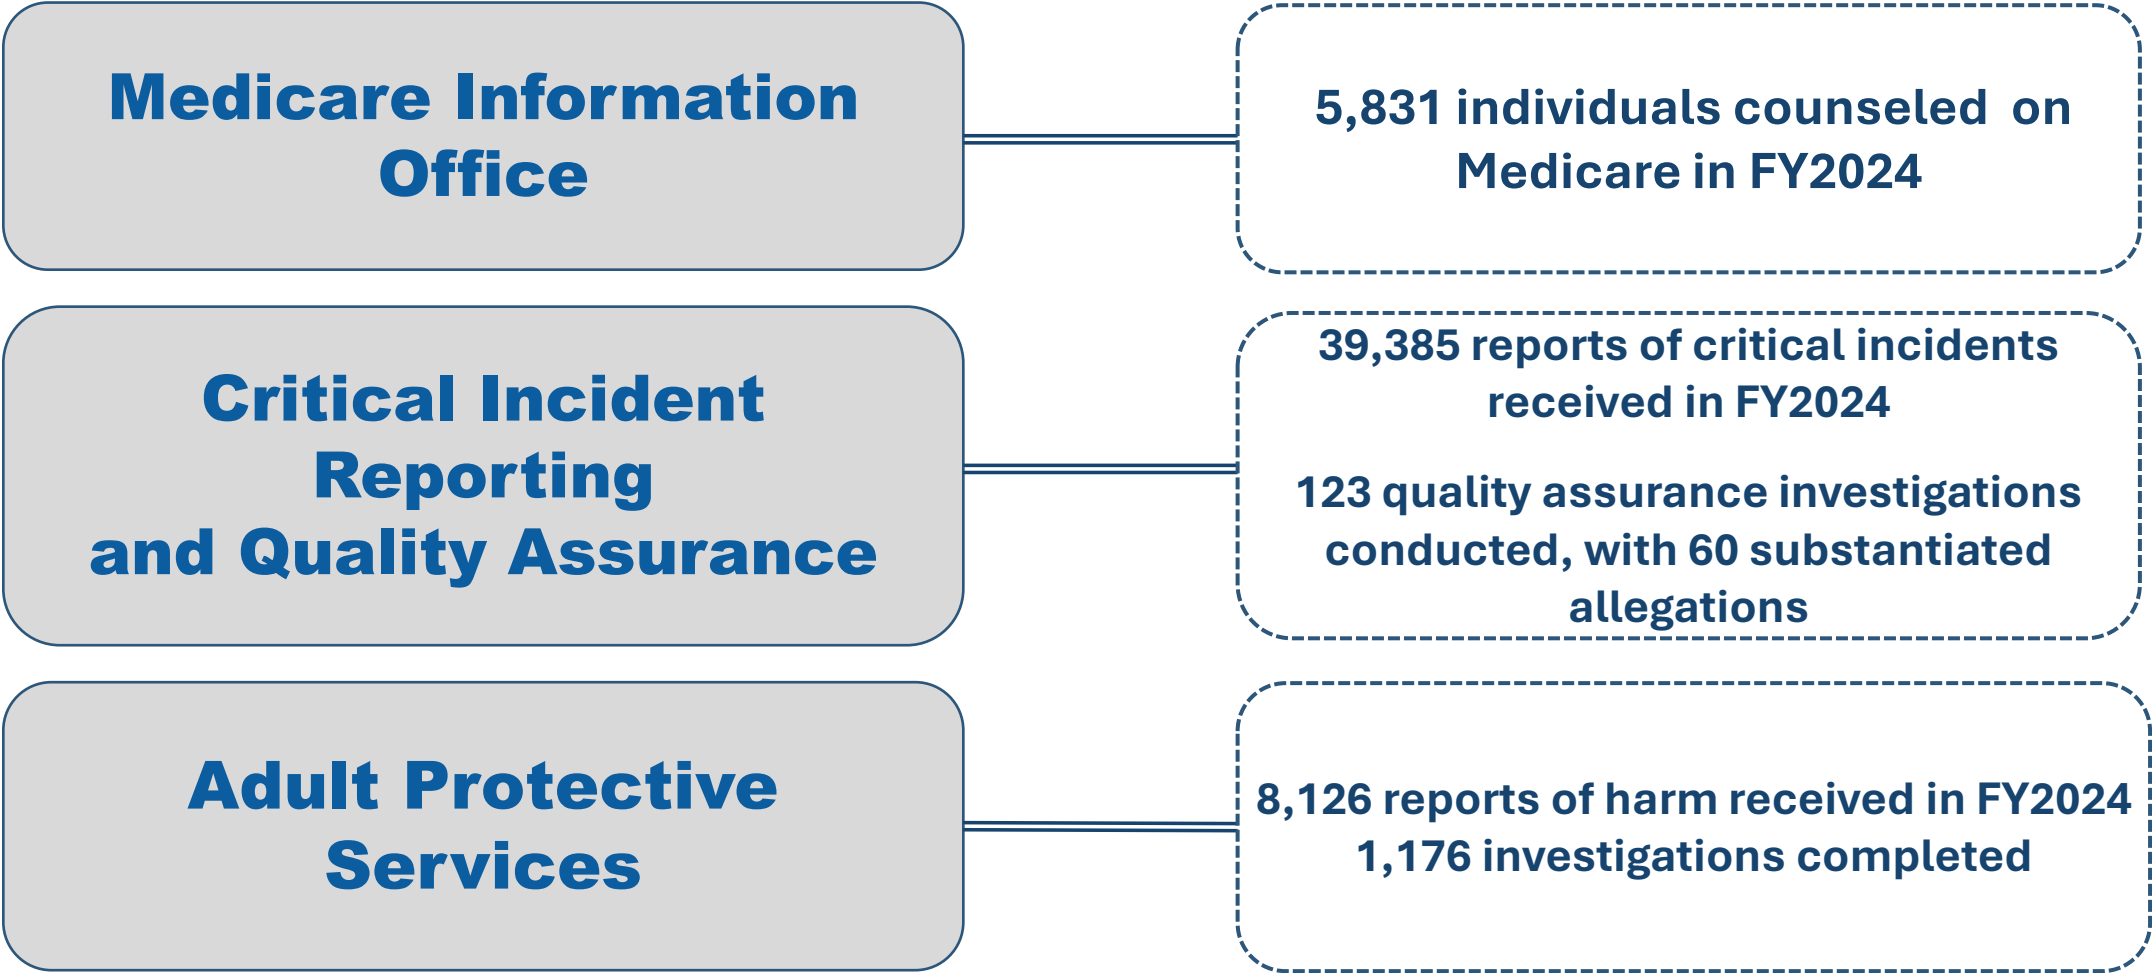 Medicare Information
Office
5,831 individuals counseled on
Medicare in FY2024
Critical Incident
Reporting
and Quality Assurance
39,385 reports of critical incidents
received in FY2024
123 quality assurance investigations
conducted, with 60 substantiated
allegations
Adult Protective
Services
8,126 reports of harm received in FY2024
1,176 investigations completed